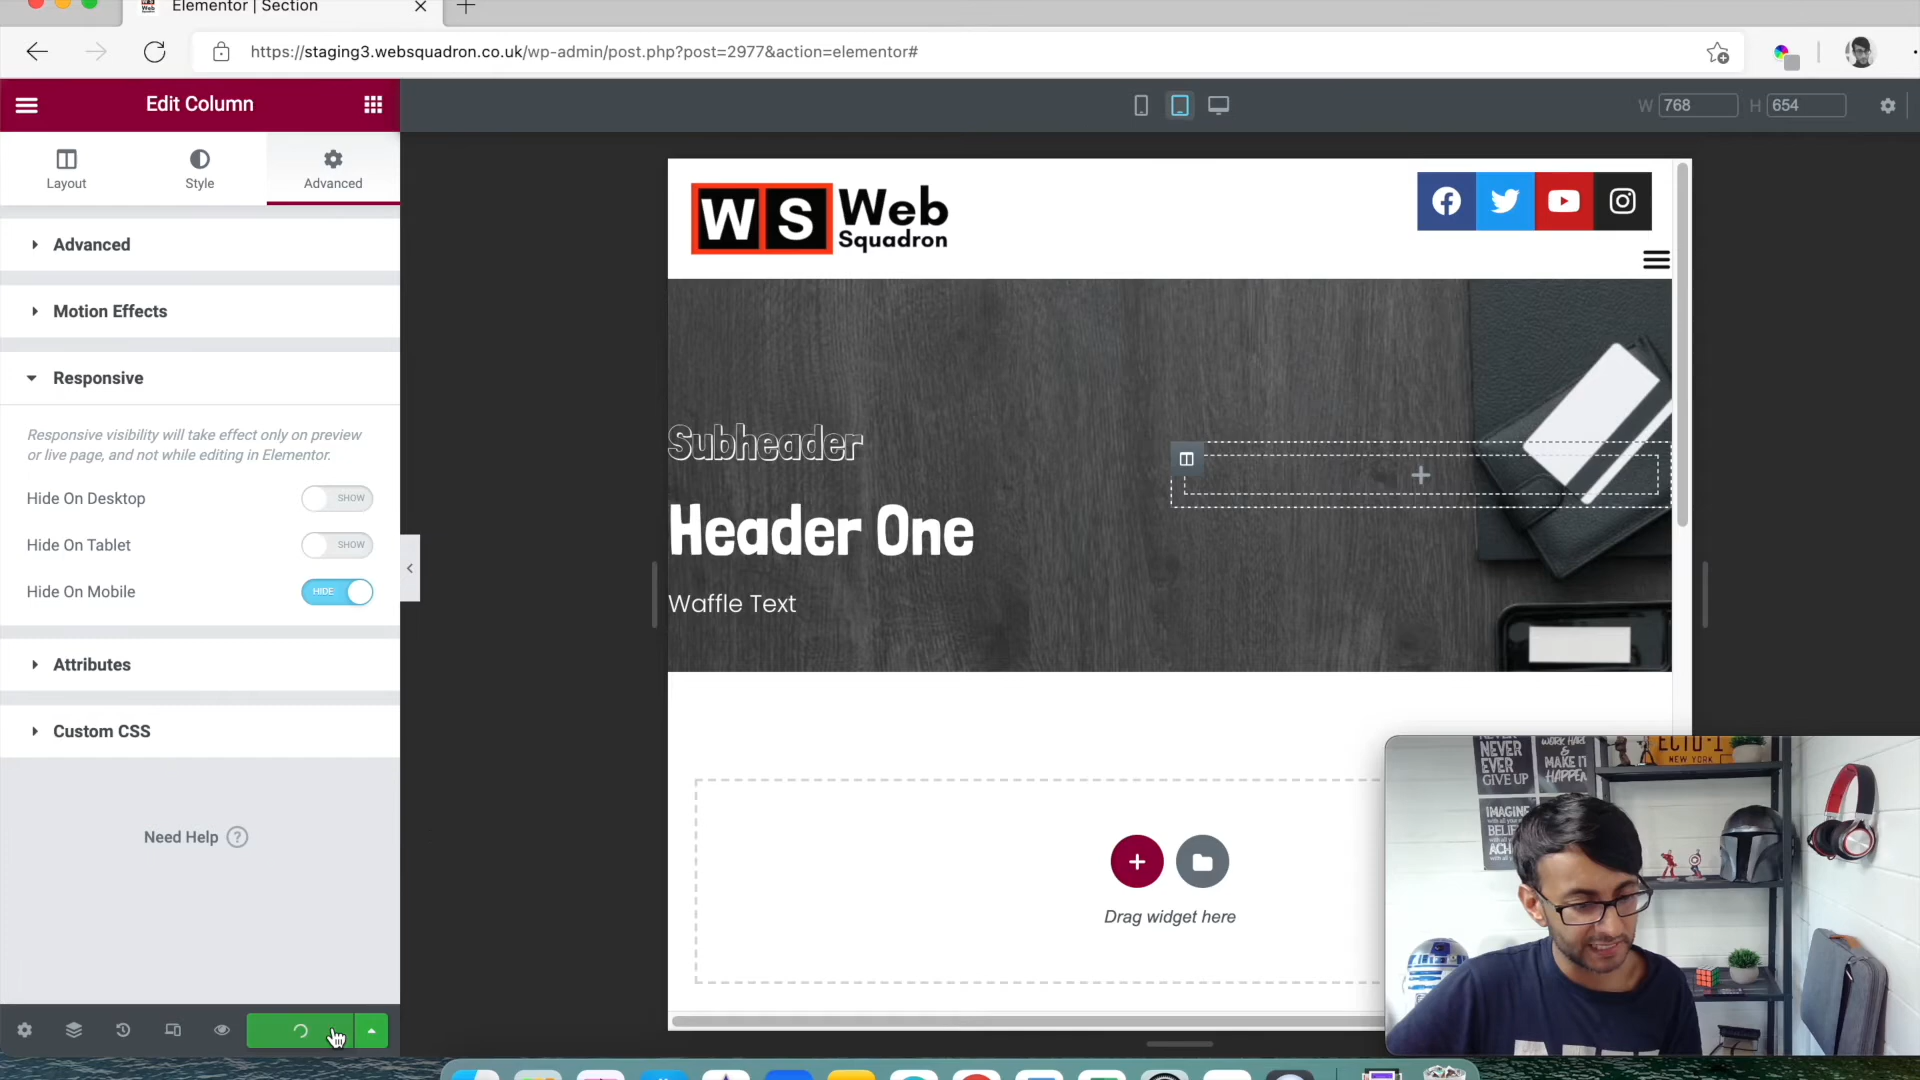 Elementor | Section
https://staging3.websquadron.co.uk/wp-admin/post.php?post=2977&action=elementor#
Edit Column
W 768 H 654
Layout
Style
Advanced
Advanced
Motion Effects
Responsive
Responsive visibility will take effect only on preview
or live page, and not while editing in Elementor.
Hide On Desktop SHOW
Hide On Tablet SHOW
Hide On Mobile HIDE
Attributes
Custom CSS
Need Help ?
WS Web
Squadron
Subheader
Header One
Waffle Text
Drag widget here
NEVER
NEVER
GIVE UP
WORK HARD
&
MAKE IT
HAPPEN
ECTO-1
NEW YORK
IMAGINE